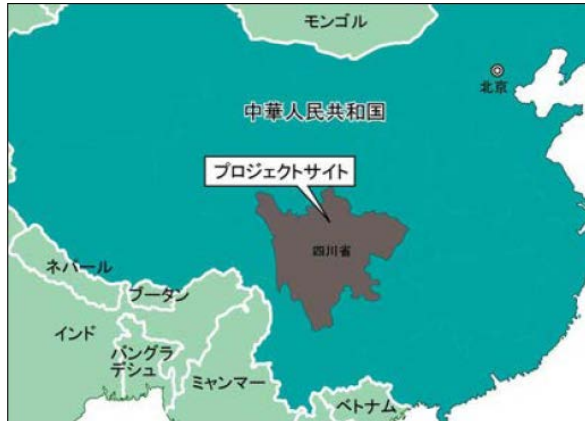 モンゴル
北京
中華人民共和国
プロジェクトサイト
四川省
ネパール
ブータン
インド
バングラ
デシュ
ミャンマー
ベトナム